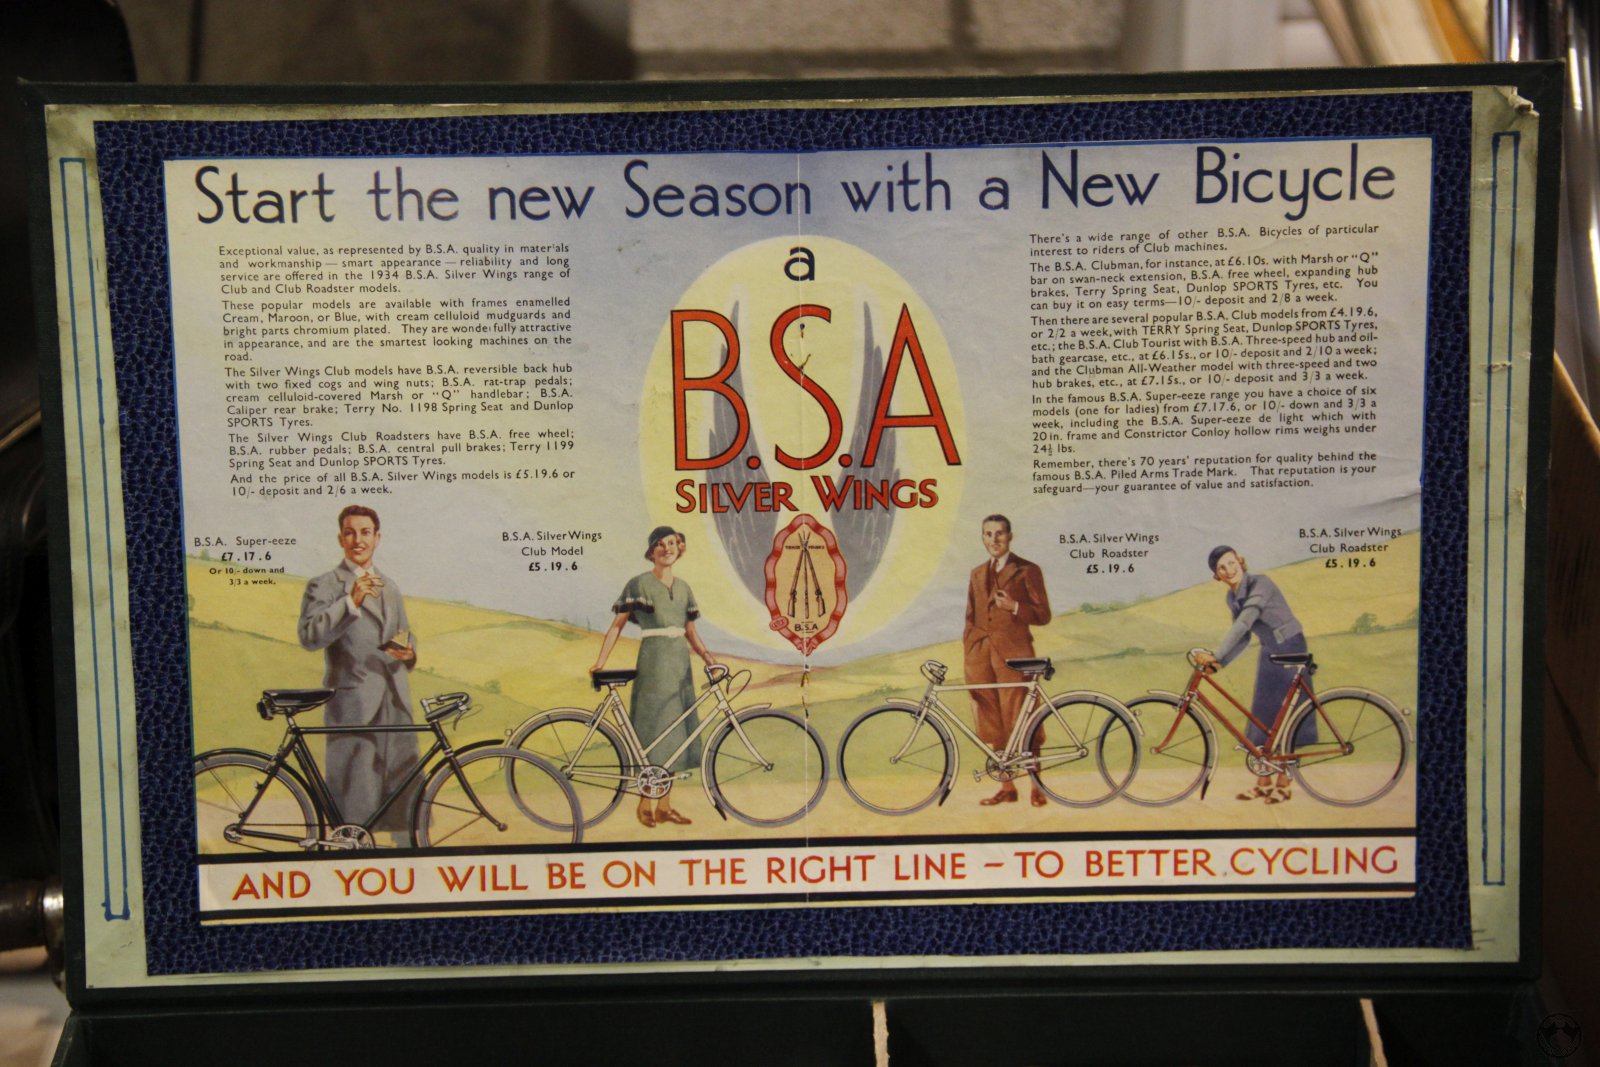 Start the new Season with a New Bicycle
Exceptional value, as represented by B.S.A. quality in materials
and workmanship — smart appearance — reliability and long
service are offered in the 1934 B.S.A. Silver Wings range of
Club and Club Roadster models.
These popular models are available with frames enamelled
Cream, Maroon, or Blue, with cream celluloid mudguards and
bright parts chromium plated. They are wonderfully attractive
in appearance, and are the smartest looking machines on the
road.
The Silver Wings Club models have B.S.A. reversible back hub
with two fixed cogs and wing nuts; B.S.A. rat-trap pedals;
cream celluloid-covered Marsh or "Q" handlebar; B.S.A.
Caliper rear brake; Terry No. 1198 Spring Seat and Dunlop
SPORTS Tyres.
The Silver Wings Club Roadsters have B.S.A. free wheel;
B.S.A. rubber pedals; B.S.A. central pull brakes; Terry 1199
Spring Seat and Dunlop SPORTS Tyres.
And the price of all B.S.A. Silver Wings models is £5.19.6 or
10/- deposit and 2/6 a week.
a
B.S.A
SILVER WINGS
TRADE MARK
B.S.A
There's a wide range of other B.S.A. Bicycles of particular
interest to riders of Club machines.
The B.S.A. Clubman, for instance, at £6.10s. with Marsh or "Q"
bar on swan-neck extension, B.S.A. free wheel, expanding hub
brakes, Terry Spring Seat, Dunlop SPORTS Tyres, etc. You
can buy it on easy terms—10/- deposit and 2/8 a week.
Then there are several popular B.S.A. Club models from £4.19.6,
or 2/2 a week, with TERRY Spring Seat, Dunlop SPORTS Tyres,
etc.; the B.S.A. Club Tourist with B.S.A. Three-speed hub and oil-
bath gearcase, etc., at £6.15s., or 10/- deposit and 2/10 a week;
and the Clubman All-Weather model with three-speed and two
hub brakes, etc., at £7.15s., or 10/- deposit and 3/3 a week.
In the famous B.S.A. Super-eeze range you have a choice of six
models (one for ladies) from £7.17.6, or 10/- down and 3/3 a
week, including the B.S.A. Super-eeze de light which with
20 in. frame and Constrictor Conloy hollow rims weighs under
24½ lbs.
Remember, there's 70 years' reputation for quality behind the
famous B.S.A. Piled Arms Trade Mark. That reputation is your
safeguard—your guarantee of value and satisfaction.
B.S.A. Super-eeze
£7.17.6
Or 10/- down and
3/3 a week.
B.S.A. Silver Wings
Club Model
£5.19.6
B.S.A. Silver Wings
Club Roadster
£5.19.6
B.S.A. Silver Wings
Club Roadster
£5.19.6
AND YOU WILL BE ON THE RIGHT LINE – TO BETTER CYCLING